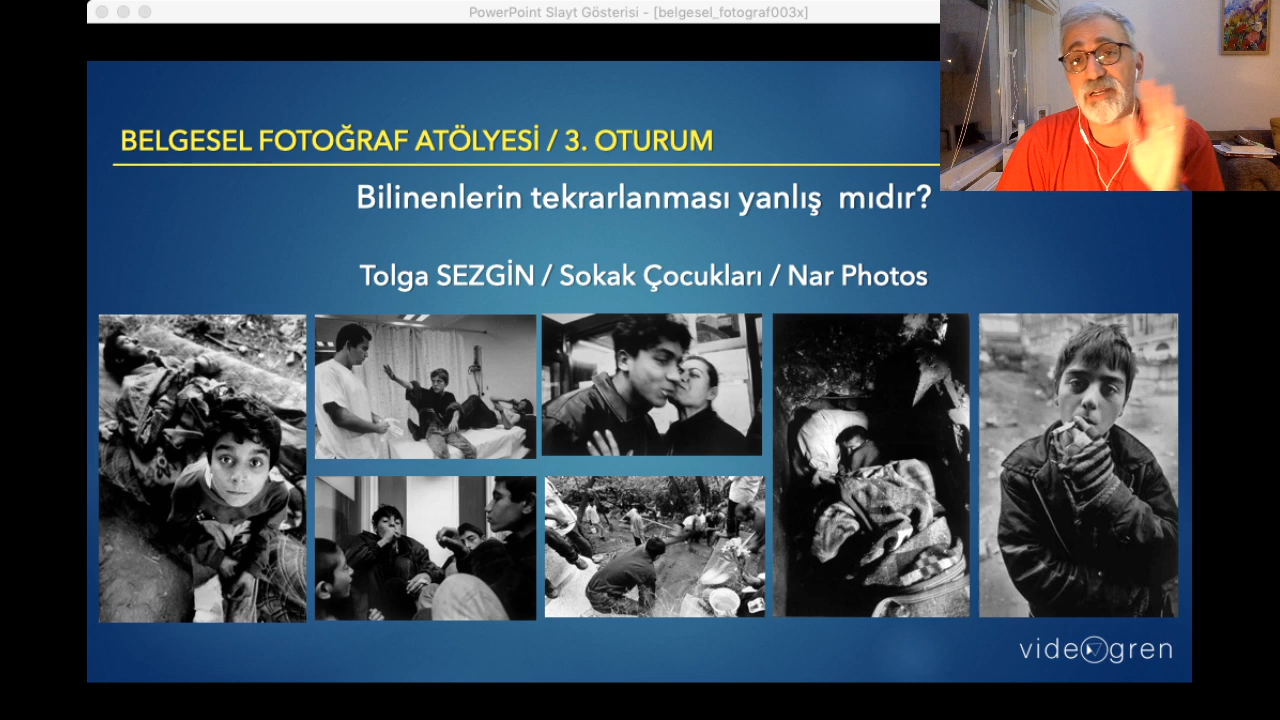 PowerPoint Slayt Gösterisi - [belgesel_fotograf003x]
BELGESEL FOTOĞRAF ATÖLYESİ / 3. OTURUM
Bilinenlerin tekrarlanması yanlış mıdır?
Tolga SEZGİN / Sokak Çocukları / Nar Photos
videogren